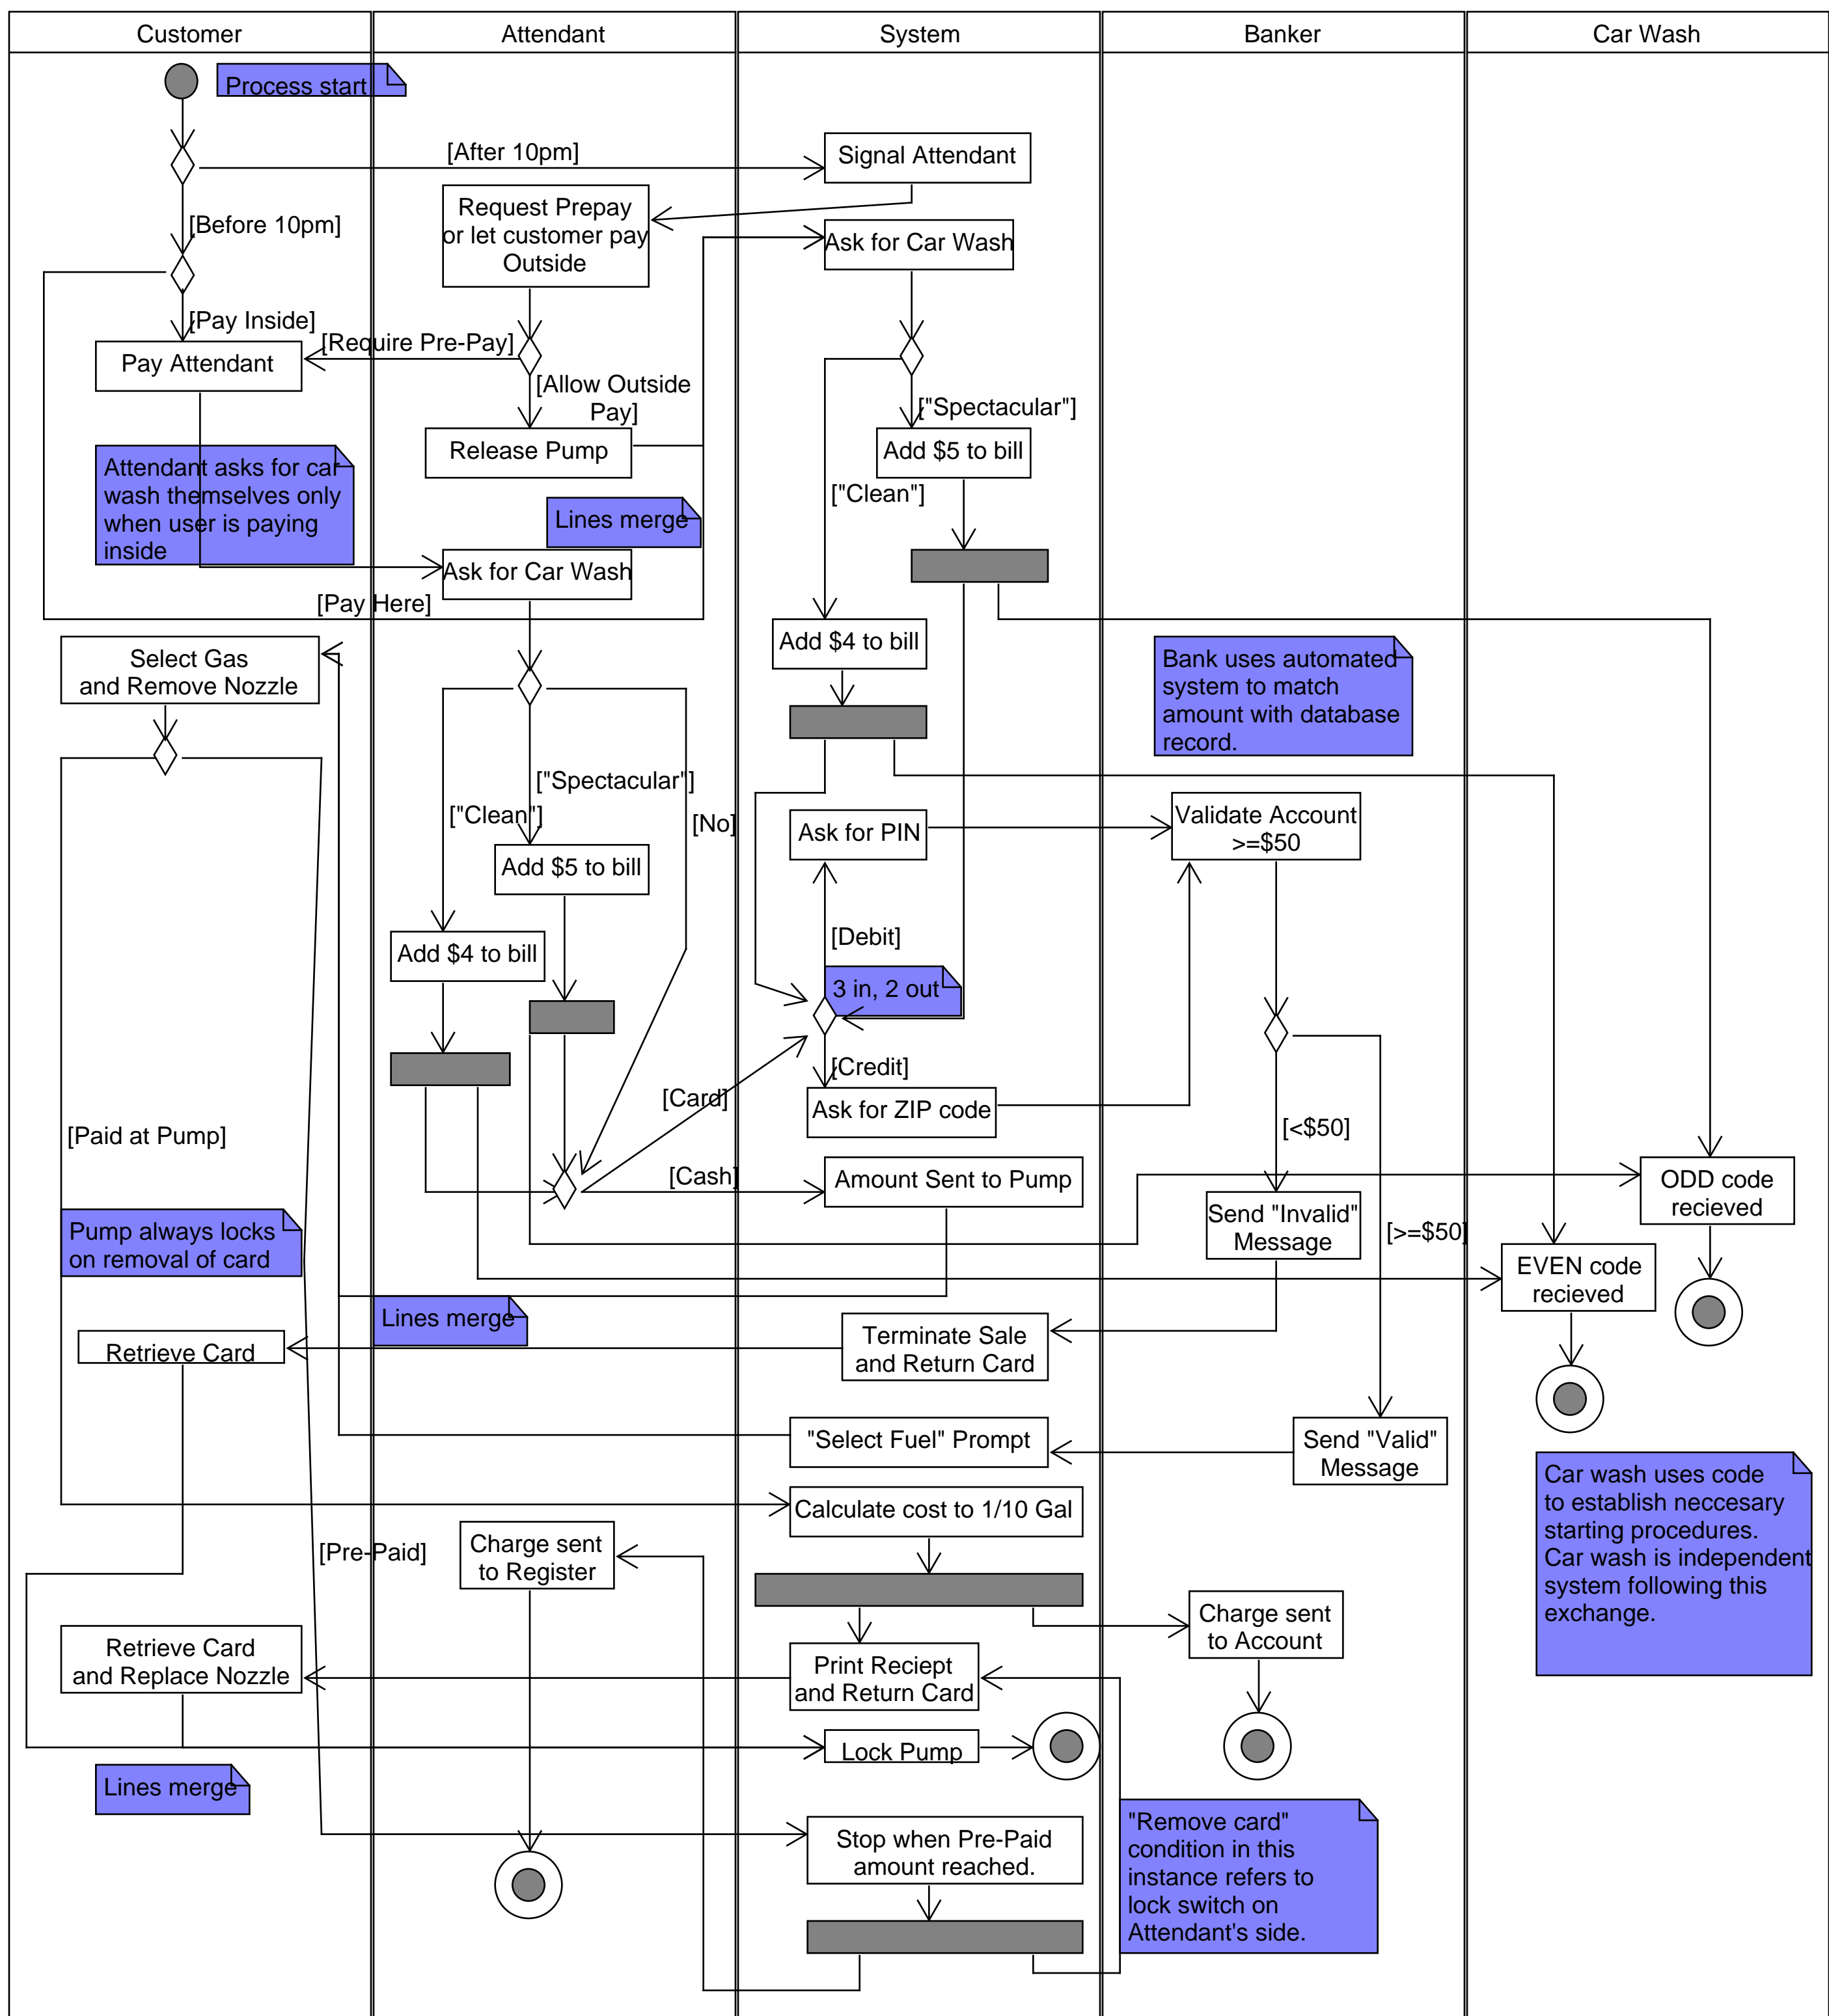 Customer
Attendant
System
Banker
Car Wash
Process start
[After 10pm]
Signal Attendant
Request Prepay
or let customer pay
Outside
[Before 10pm]
Ask for Car Wash
[Pay Inside]
[Require Pre-Pay]
Pay Attendant
[Allow Outside
Pay]
["Spectacular"]
Release Pump
Add $5 to bill
Attendant asks for car
wash themselves only
when user is paying
inside
["Clean"]
Lines merge
Ask for Car Wash
[Pay Here]
Add $4 to bill
Select Gas
and Remove Nozzle
Bank uses automated
system to match
amount with database
record.
["Spectacular"]
["Clean"]
[No]
Ask for PIN
Validate Account
>=$50
Add $5 to bill
[Debit]
Add $4 to bill
3 in, 2 out
[Credit]
[Card]
Ask for ZIP code
[Paid at Pump]
[<$50]
[Cash]
Amount Sent to Pump
ODD code
recieved
Send "Invalid"
Message
[>=$50]
Pump always locks
on removal of card
EVEN code
recieved
Lines merge
Terminate Sale
and Return Card
Retrieve Card
"Select Fuel" Prompt
Send "Valid"
Message
Car wash uses code
to establish neccesary
starting procedures.
Car wash is independent
system following this
exchange.
Calculate cost to 1/10 Gal
[Pre-Paid]
Charge sent
to Register
Charge sent
to Account
Retrieve Card
and Replace Nozzle
Print Reciept
and Return Card
Lock Pump
Lines merge
"Remove card"
condition in this
instance refers to
lock switch on
Attendant's side.
Stop when Pre-Paid
amount reached.